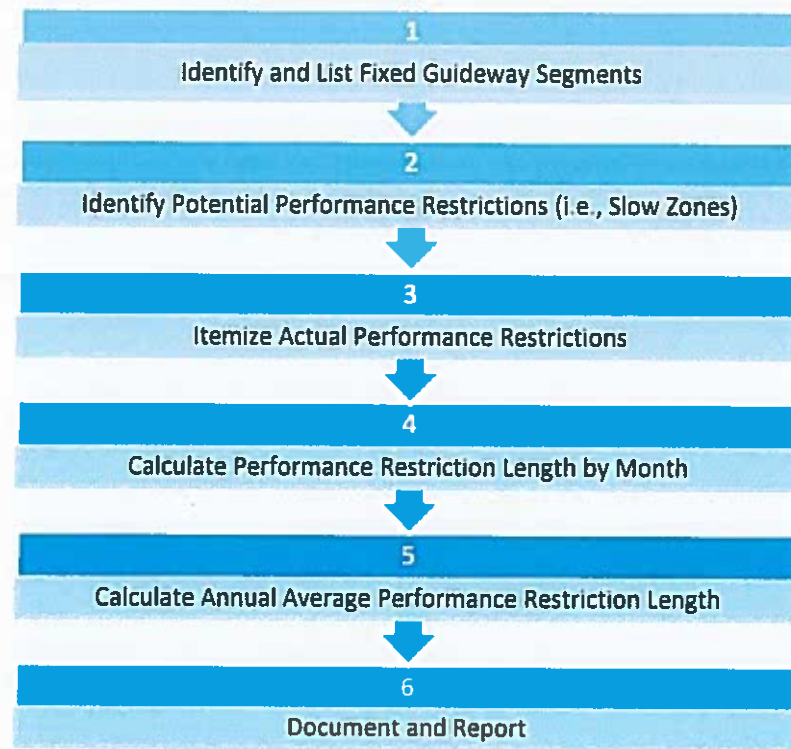 1
Identify and List Fixed Guideway Segments
2
Identify Potential Performance Restrictions (i.e., Slow Zones)
3
Itemize Actual Performance Restrictions
4
Calculate Performance Restriction Length by Month
5
Calculate Annual Average Performance Restriction Length
6
Document and Report